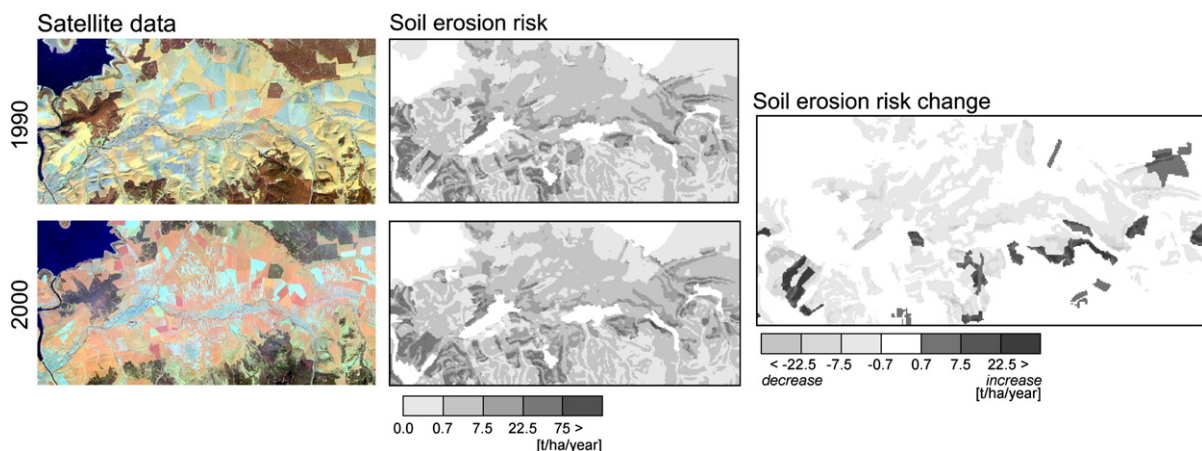 Satellite data
Soil erosion risk
1990
2000
0.0 0.7 7.5 22.5 75 >
[t/ha/year]
Soil erosion risk change
< -22.5 -7.5 -0.7 0.7 7.5 22.5 >
decrease increase
[t/ha/year]